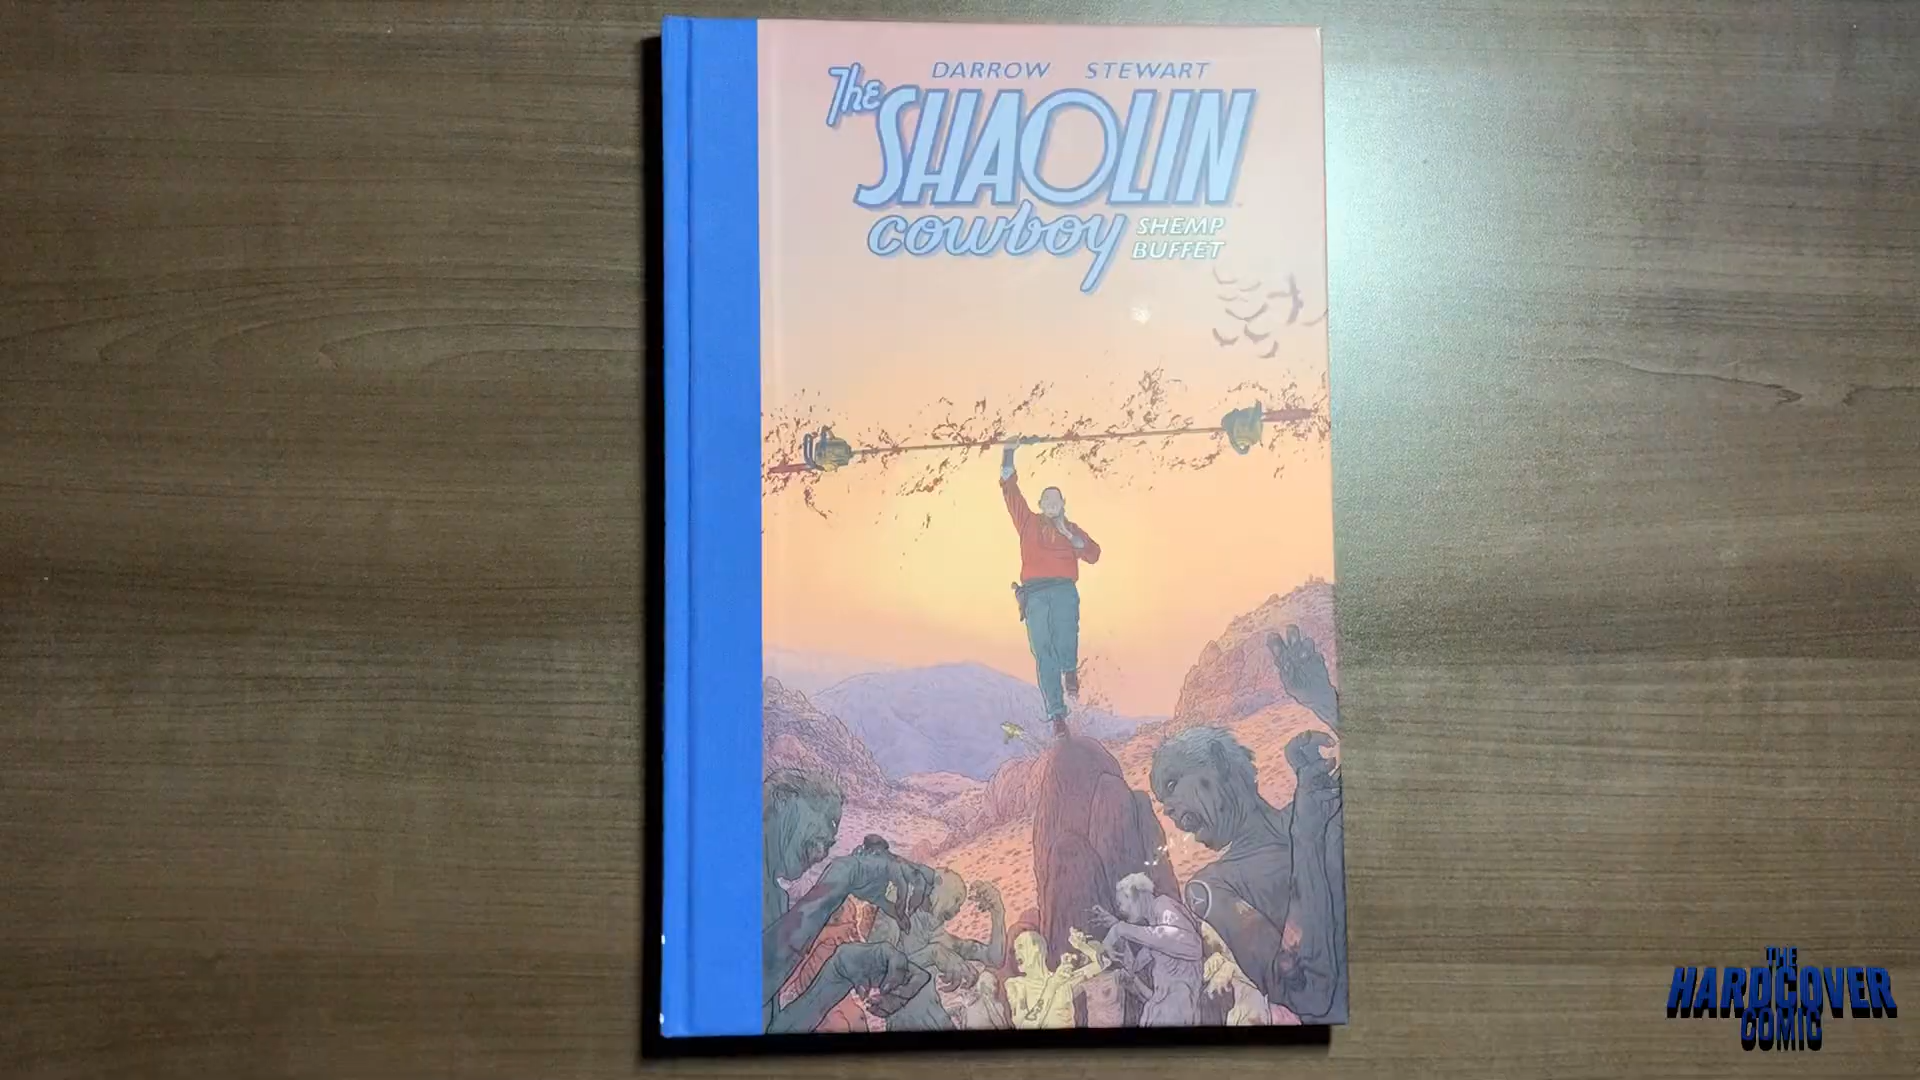 DARROW STEWART
The
SHAOLIN
cowboy
SHEMP
BUFFET
THE
HARDCOVER
COMIC